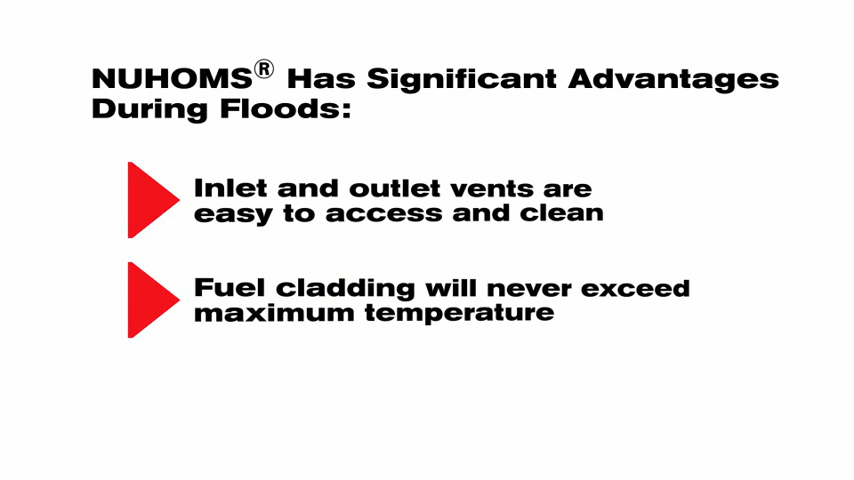 NUHOMS® Has Significant Advantages
During Floods:
Inlet and outlet vents are
easy to access and clean
Fuel cladding will never exceed
maximum temperature